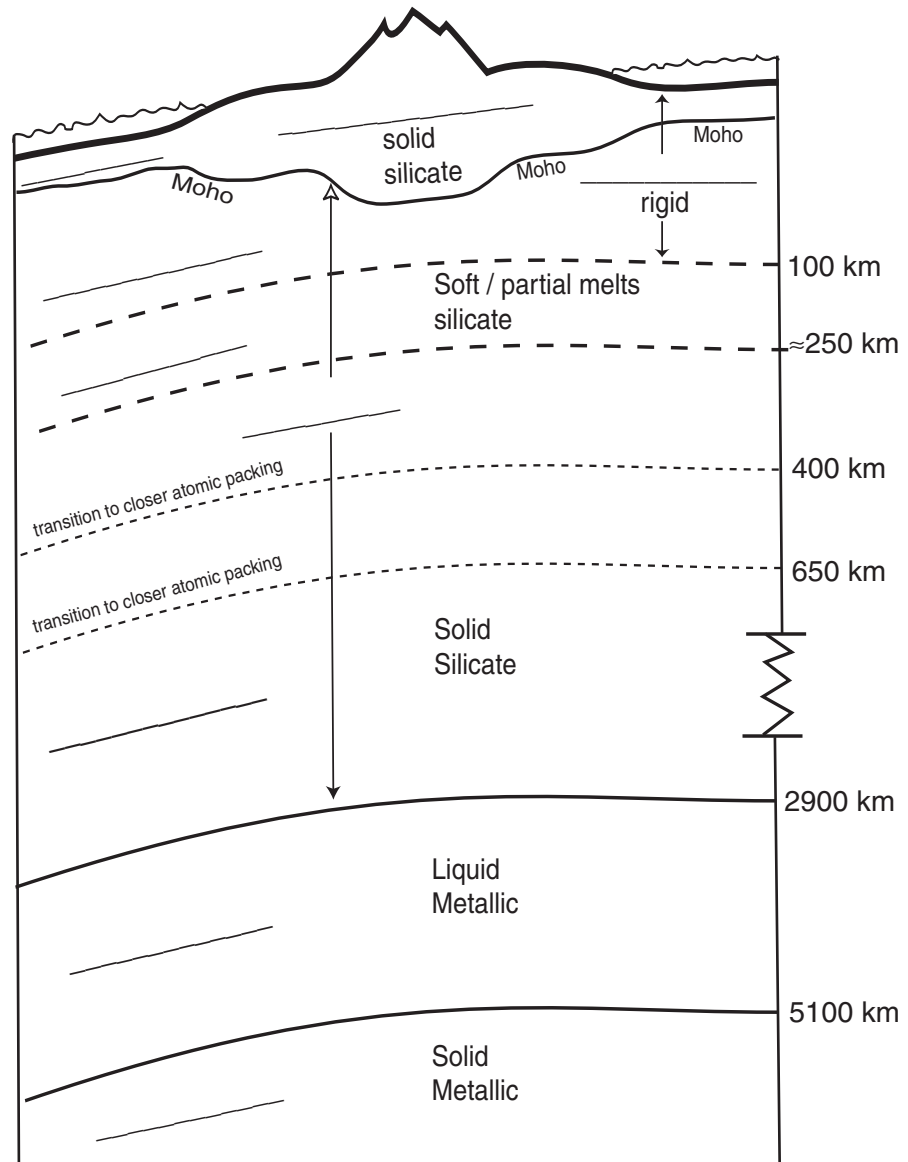 solid
silicate
Moho
Moho
Moho
rigid
100 km
Soft / partial melts
silicate
≈250 km
400 km
transition to closer atomic packing
650 km
transition to closer atomic packing
Solid
Silicate
2900 km
Liquid
Metallic
5100 km
Solid
Metallic